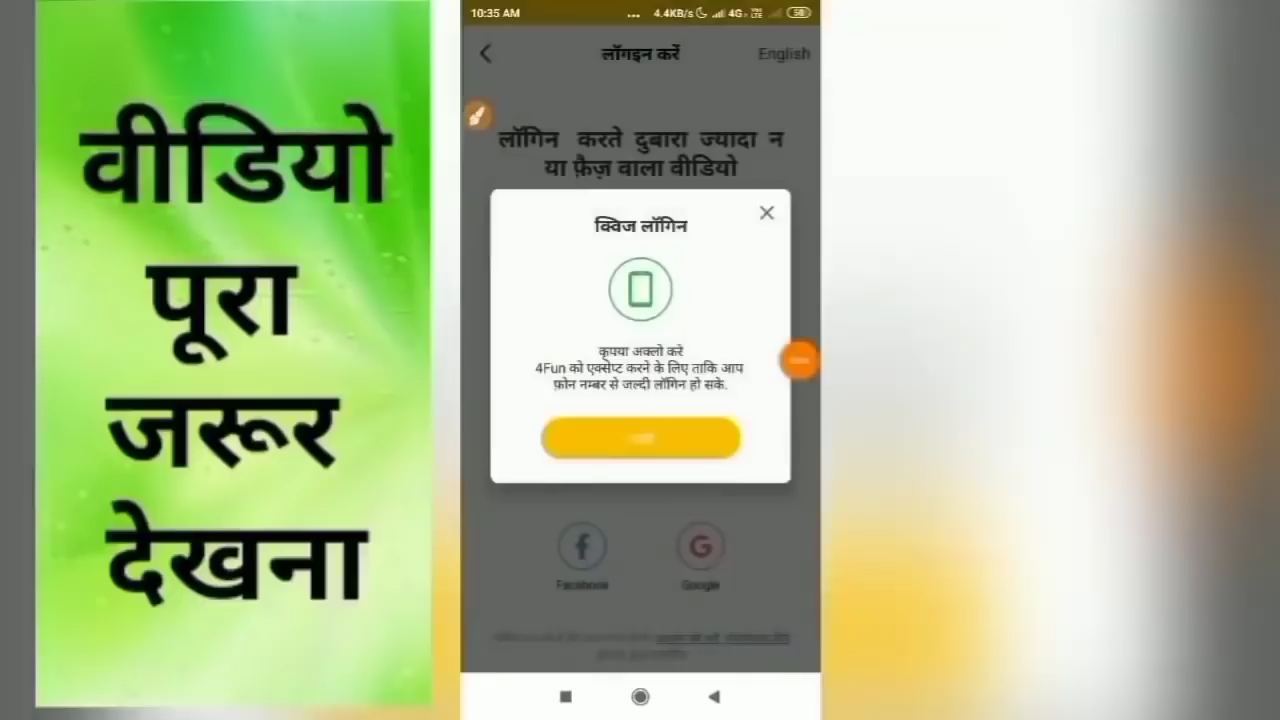 वीडियो
पूरा
जरूर
देखना
10:35 AM
4.4KB/s
4G
50
लॉगइन करें
English
लॉगिन करते दुबारा ज्यादा न
या फ़ैज़ वाला वीडियो
क्विज लॉगिन
कृपया अक्लो करे
4Fun को एक्सेप्ट करने के लिए ताकि आप
फ़ोन नम्बर से जल्दी लॉगिन हो सके.
Facebook
Google